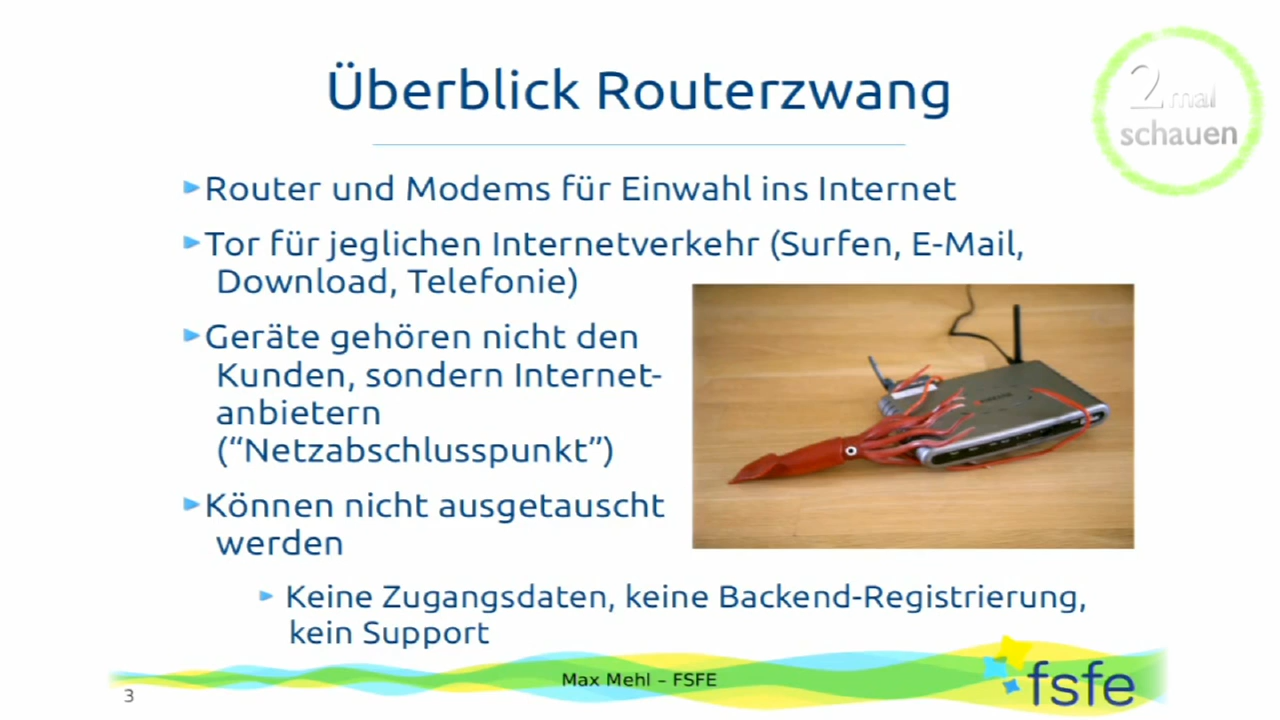 Überblick Routerzwang
2mal
schauen
Router und Modems für Einwahl ins Internet
Tor für jeglichen Internetverkehr (Surfen, E-Mail,
Download, Telefonie)
Geräte gehören nicht den
Kunden, sondern Internet-
anbietern
(“Netzabschlusspunkt”)
Können nicht ausgetauscht
werden
Keine Zugangsdaten, keine Backend-Registrierung,
kein Support
Max Mehl – FSFE
3
fsfe